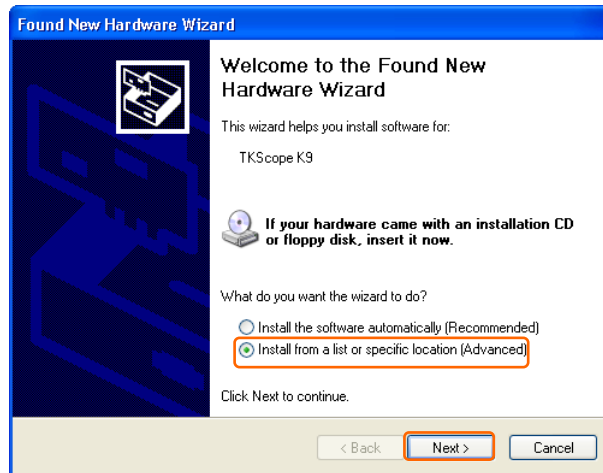 Found New Hardware Wizard
Welcome to the Found New
Hardware Wizard
This wizard helps you install software for:
TKScope K9
If your hardware came with an installation CD
or floppy disk, insert it now.
What do you want the wizard to do?
Install the software automatically (Recommended)
Install from a list or specific location (Advanced)
Click Next to continue.
< Back Next > Cancel